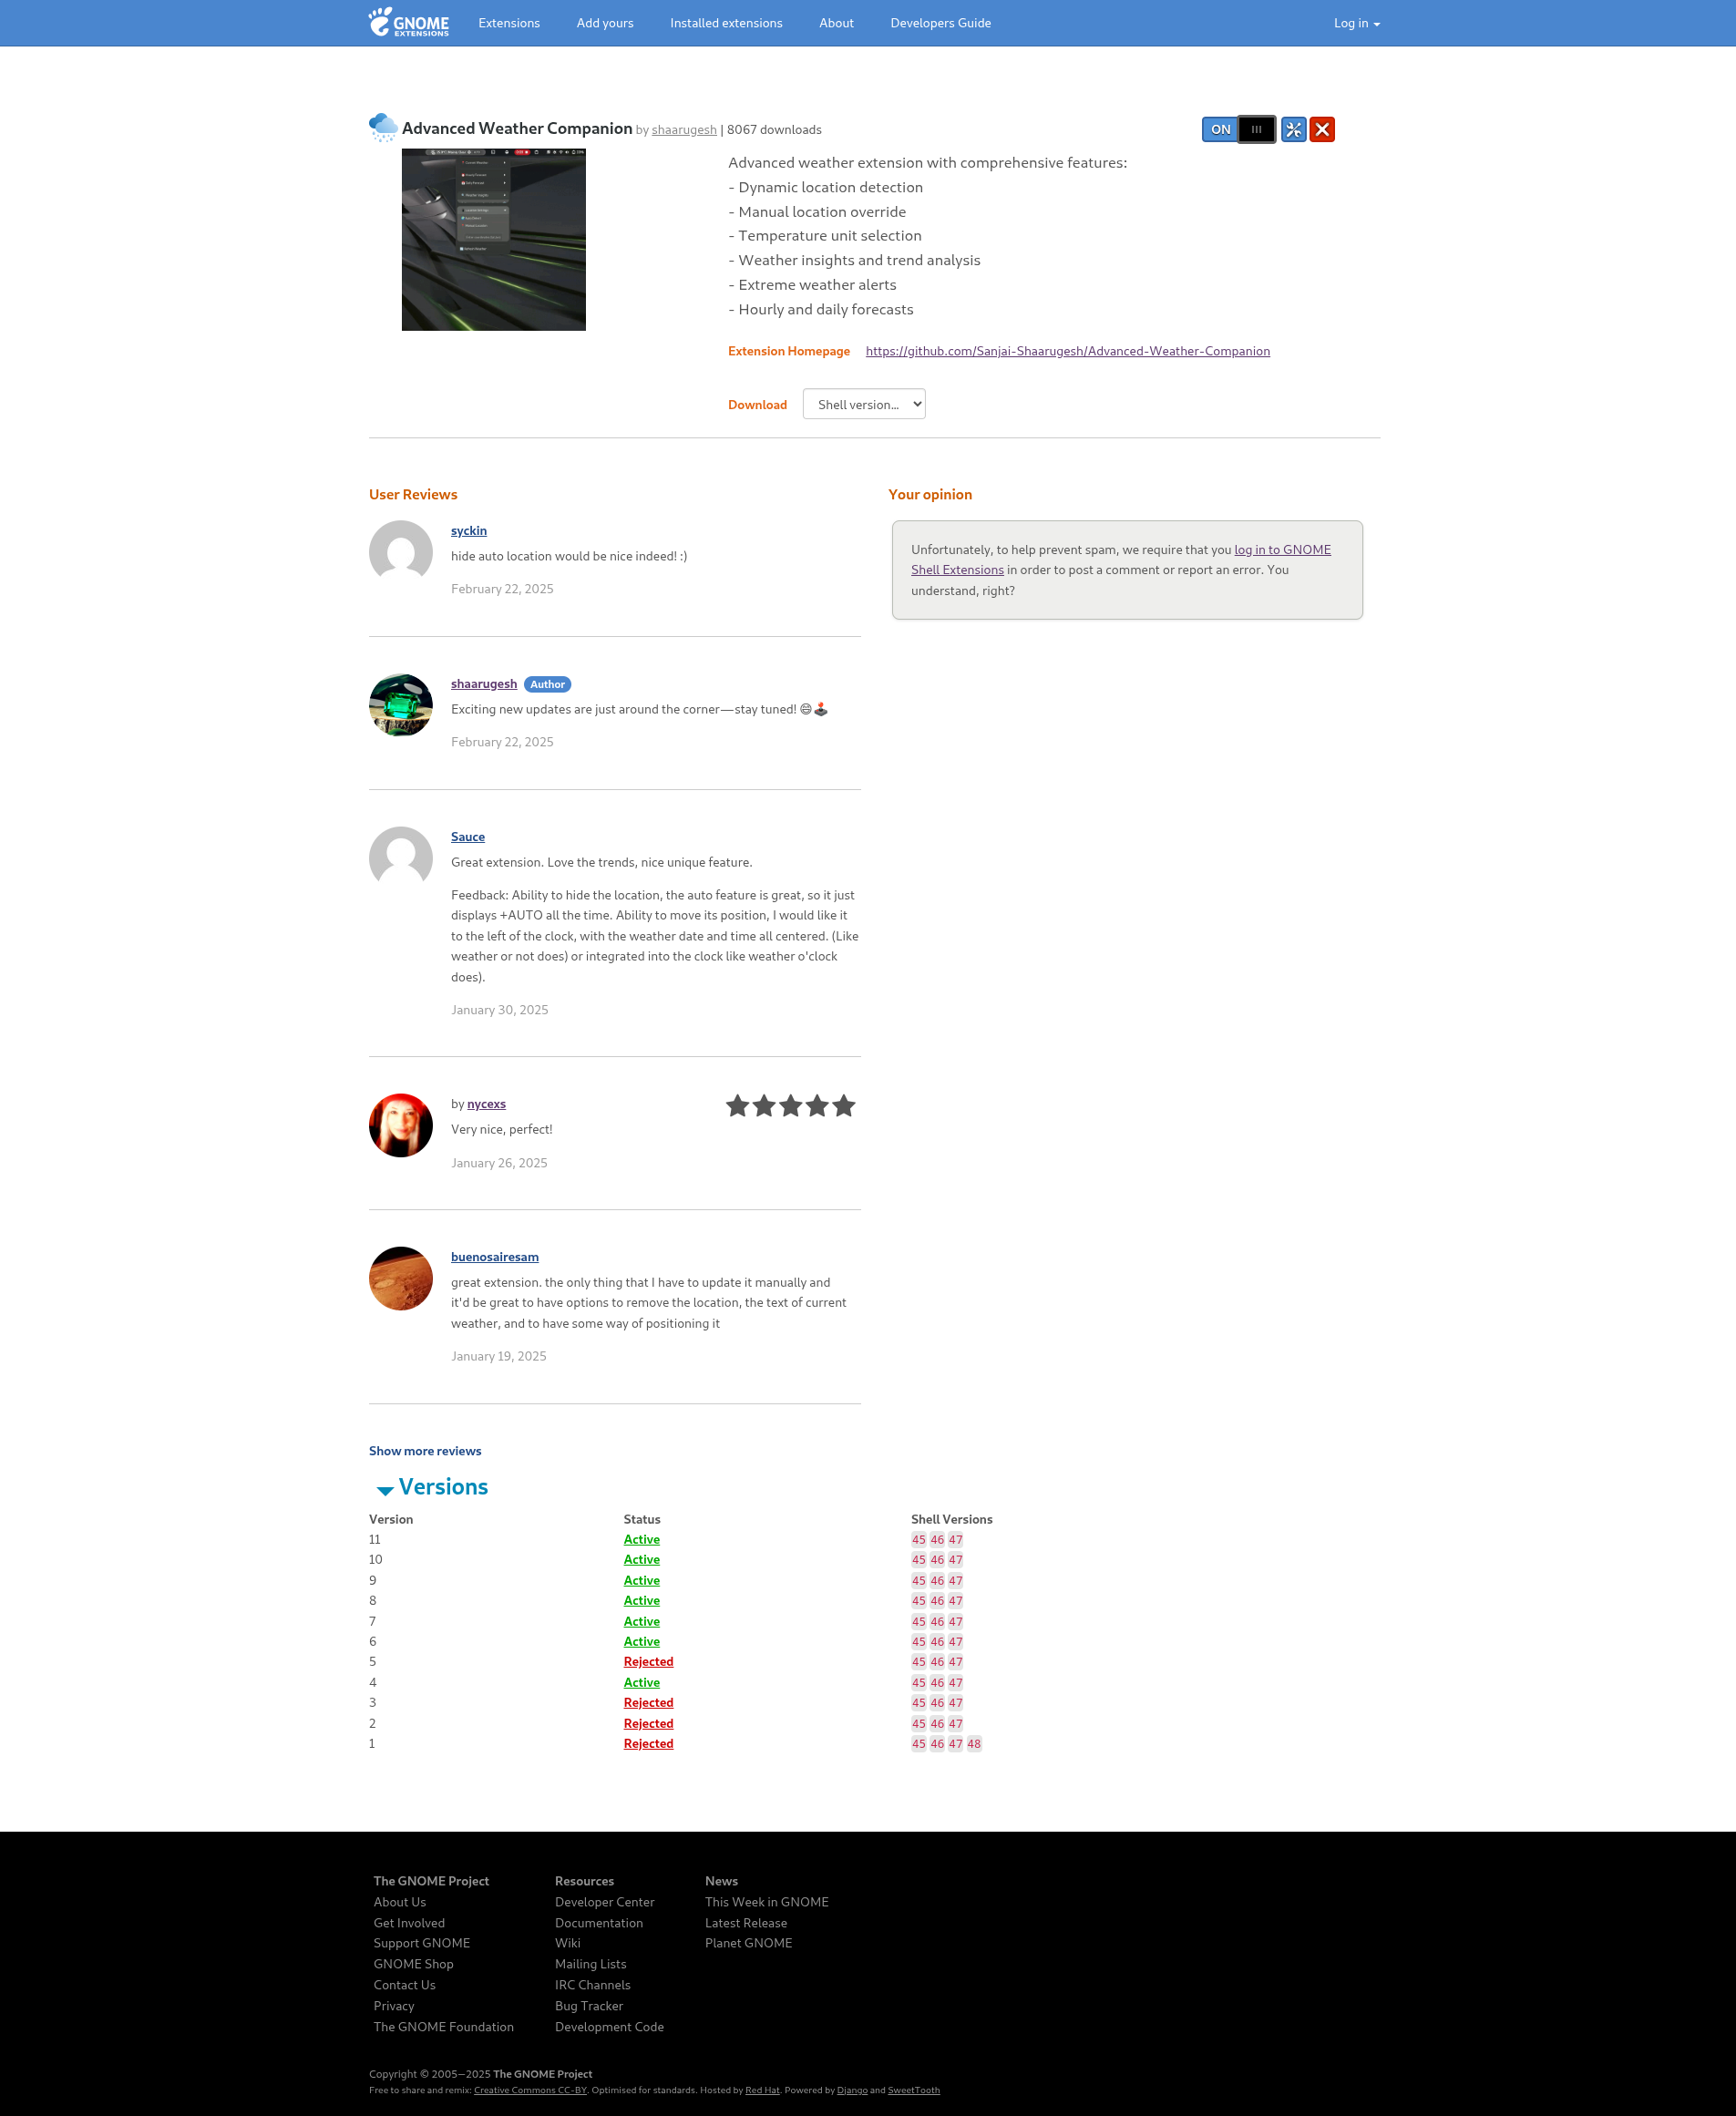 GNOME EXTENSIONS Extensions Add yours Installed extensions About Developers Guide Log in
Advanced Weather Companion by shaarugesh | 8067 downloads
ON
Advanced weather extension with comprehensive features:
- Dynamic location detection
- Manual location override
- Temperature unit selection
- Weather insights and trend analysis
- Extreme weather alerts
- Hourly and daily forecasts
Extension Homepage https://github.com/Sanjai-Shaarugesh/Advanced-Weather-Companion
Download Shell version...
User Reviews
syckin
hide auto location would be nice indeed! :)
February 22, 2025
shaarugesh Author
Exciting new updates are just around the corner—stay tuned! 😄🕹️
February 22, 2025
Sauce
Great extension. Love the trends, nice unique feature.
Feedback: Ability to hide the location, the auto feature is great, so it just
displays +AUTO all the time. Ability to move its position, I would like it
to the left of the clock, with the weather date and time all centered. (Like
weather or not does) or integrated into the clock like weather o'clock
does).
January 30, 2025
by nycexs
Very nice, perfect!
January 26, 2025
buenosairesam
great extension. the only thing that I have to update it manually and
it'd be great to have options to remove the location, the text of current
weather, and to have some way of positioning it
January 19, 2025
Show more reviews
Your opinion
Unfortunately, to help prevent spam, we require that you log in to GNOME
Shell Extensions in order to post a comment or report an error. You
understand, right?
Versions
Version Status Shell Versions
11 Active 45 46 47
10 Active 45 46 47
9 Active 45 46 47
8 Active 45 46 47
7 Active 45 46 47
6 Active 45 46 47
5 Rejected 45 46 47
4 Active 45 46 47
3 Rejected 45 46 47
2 Rejected 45 46 47
1 Rejected 45 46 47 48
The GNOME Project
About Us
Get Involved
Support GNOME
GNOME Shop
Contact Us
Privacy
The GNOME Foundation
Resources
Developer Center
Documentation
Wiki
Mailing Lists
IRC Channels
Bug Tracker
Development Code
News
This Week in GNOME
Latest Release
Planet GNOME
Copyright © 2005—2025 The GNOME Project
Free to share and remix: Creative Commons CC-BY. Optimised for standards. Hosted by Red Hat. Powered by Django and SweetTooth